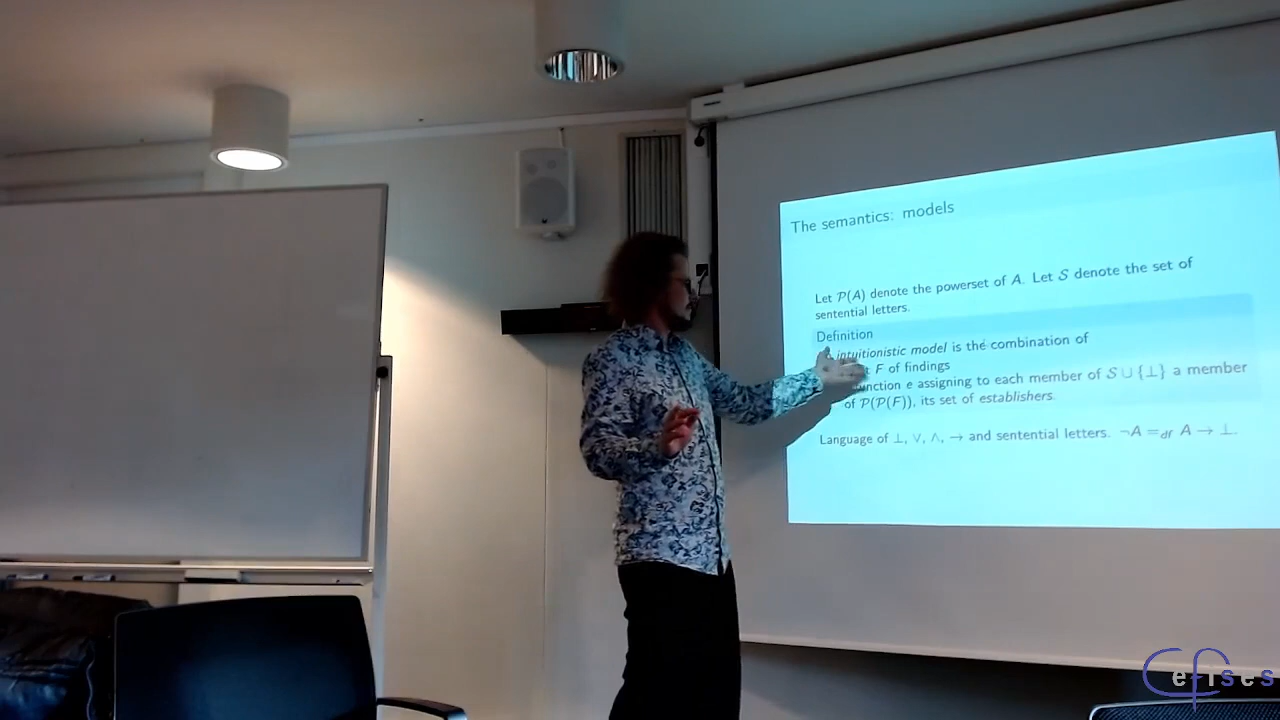 The semantics: models
Let P(A) denote the powerset of A. Let S denote the set of
sentential letters.
Definition
intuitionistic model is the combination of
F of findings
e assigning to each member of S ∪ {⊥} a member
of P(P(F)), its set of establishers.
Language of ⊥, ∨, ∧, → and sentential letters. ¬A =df A → ⊥.
Cefises